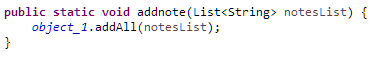 public static void addnote(List<String> notesList) {
object_1.addAll(notesList);
}